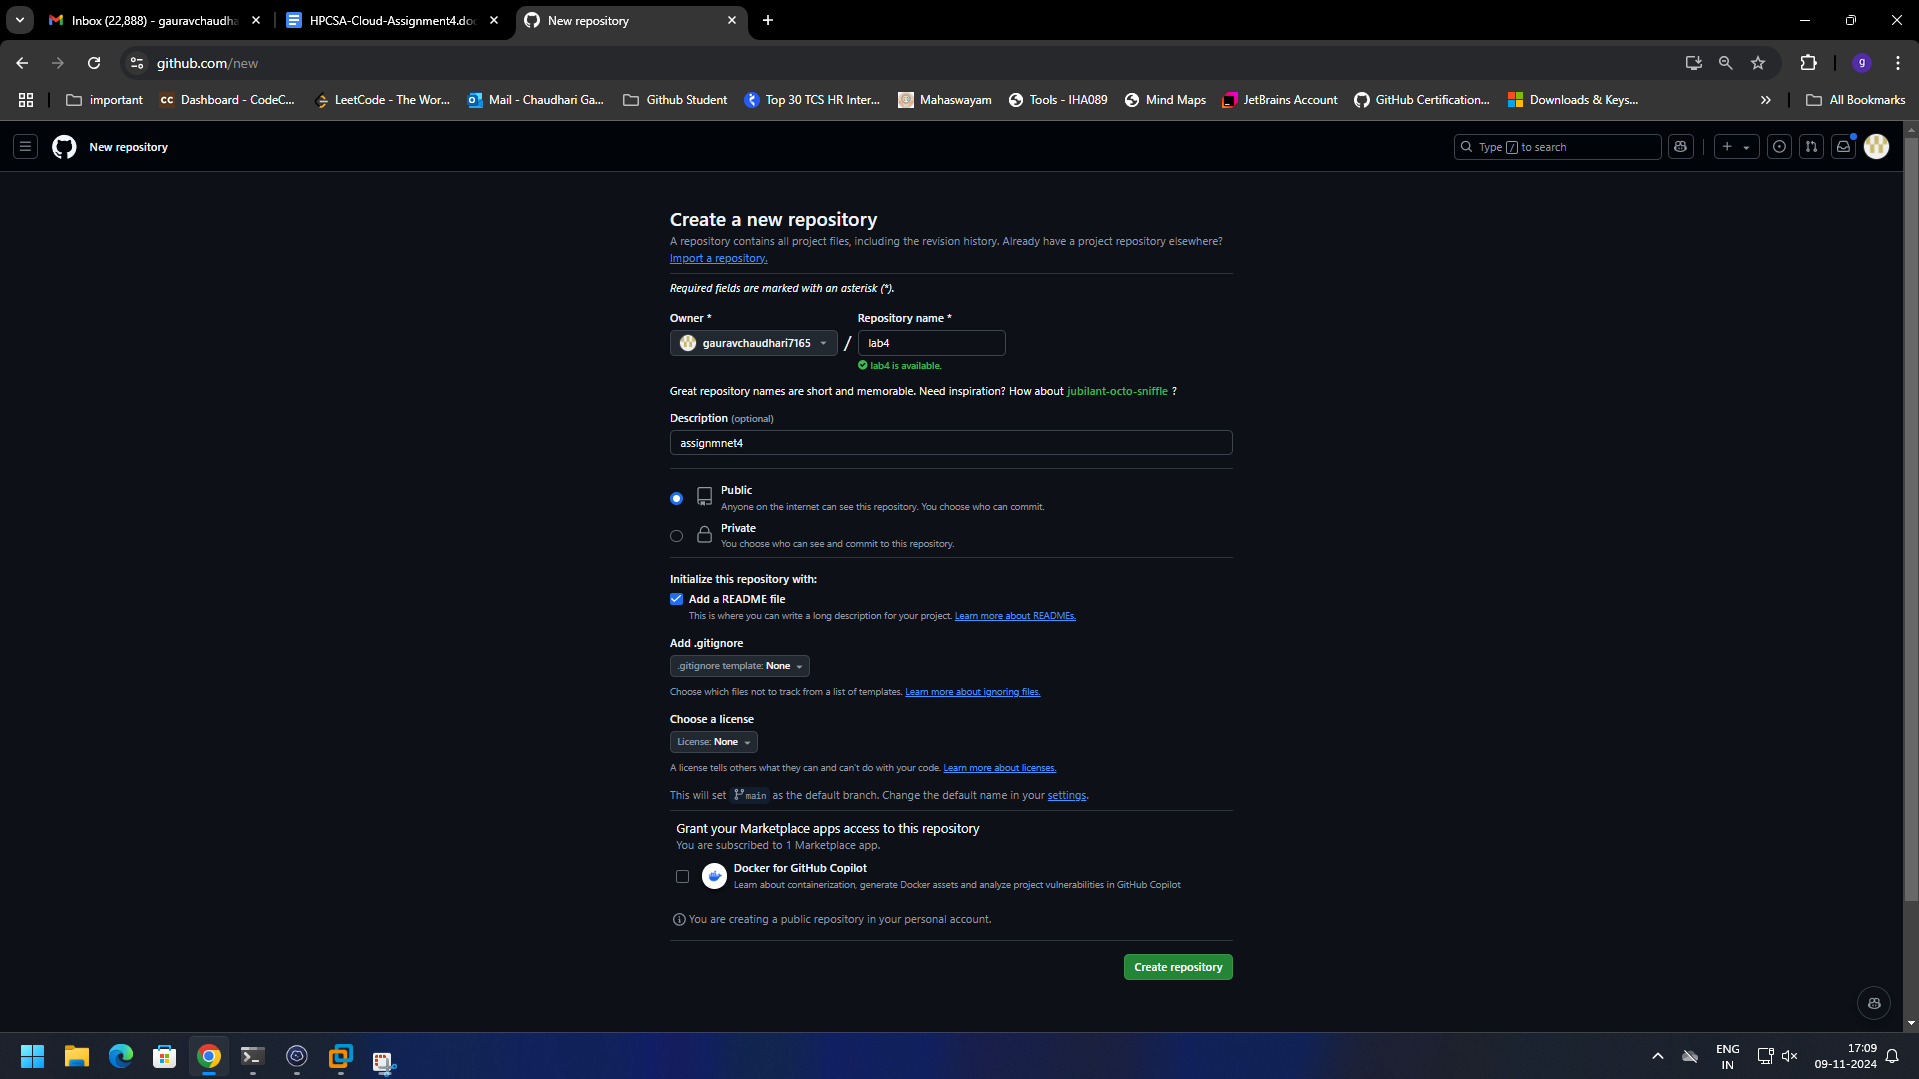 Inbox (22,888) - gauravchaudha
HPCSA-Cloud-Assignment4.do
New repository
github.com/new
g
important
CC Dashboard - CodeC...
LeetCode - The Wor...
Mail - Chaudhari Ga...
Github Student
Top 30 TCS HR Inter...
Mahaswayam
Tools - IHA089
Mind Maps
JetBrains Account
GitHub Certification...
Downloads & Keys...
All Bookmarks
New repository
Type / to search
Create a new repository
A repository contains all project files, including the revision history. Already have a project repository elsewhere?
Import a repository.
Required fields are marked with an asterisk (*).
Owner *
Repository name *
gauravchaudhari7165 / lab4
lab4 is available.
Great repository names are short and memorable. Need inspiration? How about jubilant-octo-sniffle ?
Description (optional)
assignmnet4
Public
Anyone on the internet can see this repository. You choose who can commit.
Private
You choose who can see and commit to this repository.
Initialize this repository with:
Add a README file
This is where you can write a long description for your project. Learn more about READMEs.
Add .gitignore
.gitignore template: None
Choose which files not to track from a list of templates. Learn more about ignoring files.
Choose a license
License: None
A license tells others what they can and can't do with your code. Learn more about licenses.
This will set main as the default branch. Change the default name in your settings.
Grant your Marketplace apps access to this repository
You are subscribed to 1 Marketplace app.
Docker for GitHub Copilot
Learn about containerization, generate Docker assets and analyze project vulnerabilities in GitHub Copilot
You are creating a public repository in your personal account.
Create repository
ENG
IN
17:09
09-11-2024